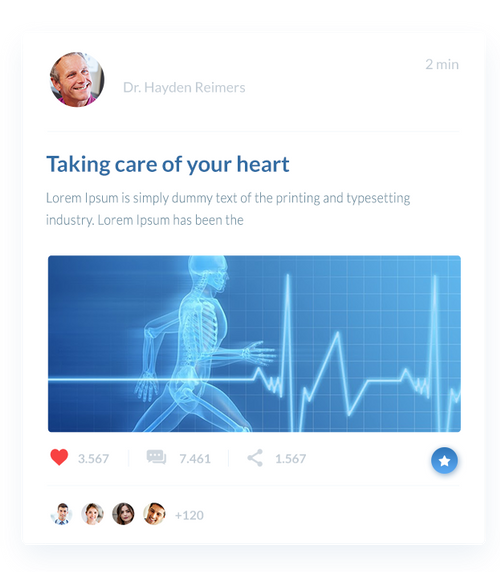 2 min
Dr. Hayden Reimers
Taking care of your heart
Lorem Ipsum is simply dummy text of the printing and typesetting
industry. Lorem Ipsum has been the
3.567 7.461 1.567
+120